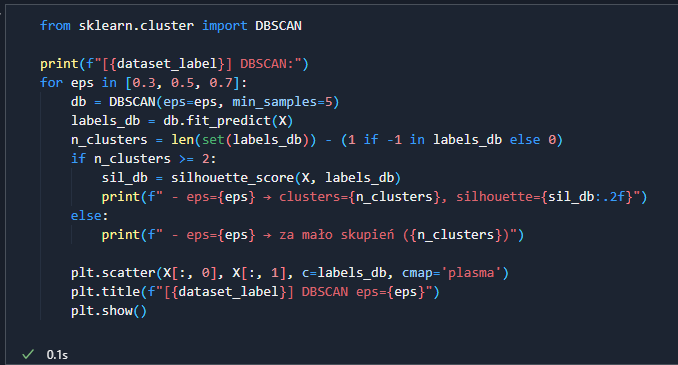 from sklearn.cluster import DBSCAN
print(f"[{dataset_label}] DBSCAN:")
for eps in [0.3, 0.5, 0.7]:
    db = DBSCAN(eps=eps, min_samples=5)
    labels_db = db.fit_predict(X)
    n_clusters = len(set(labels_db)) - (1 if -1 in labels_db else 0)
    if n_clusters >= 2:
        sil_db = silhouette_score(X, labels_db)
        print(f" - eps={eps} → clusters={n_clusters}, silhouette={sil_db:.2f}")
    else:
        print(f" - eps={eps} → za mało skupień ({n_clusters})")
    plt.scatter(X[:, 0], X[:, 1], c=labels_db, cmap='plasma')
    plt.title(f"[{dataset_label}] DBSCAN eps={eps}")
    plt.show()
✓ 0.1s